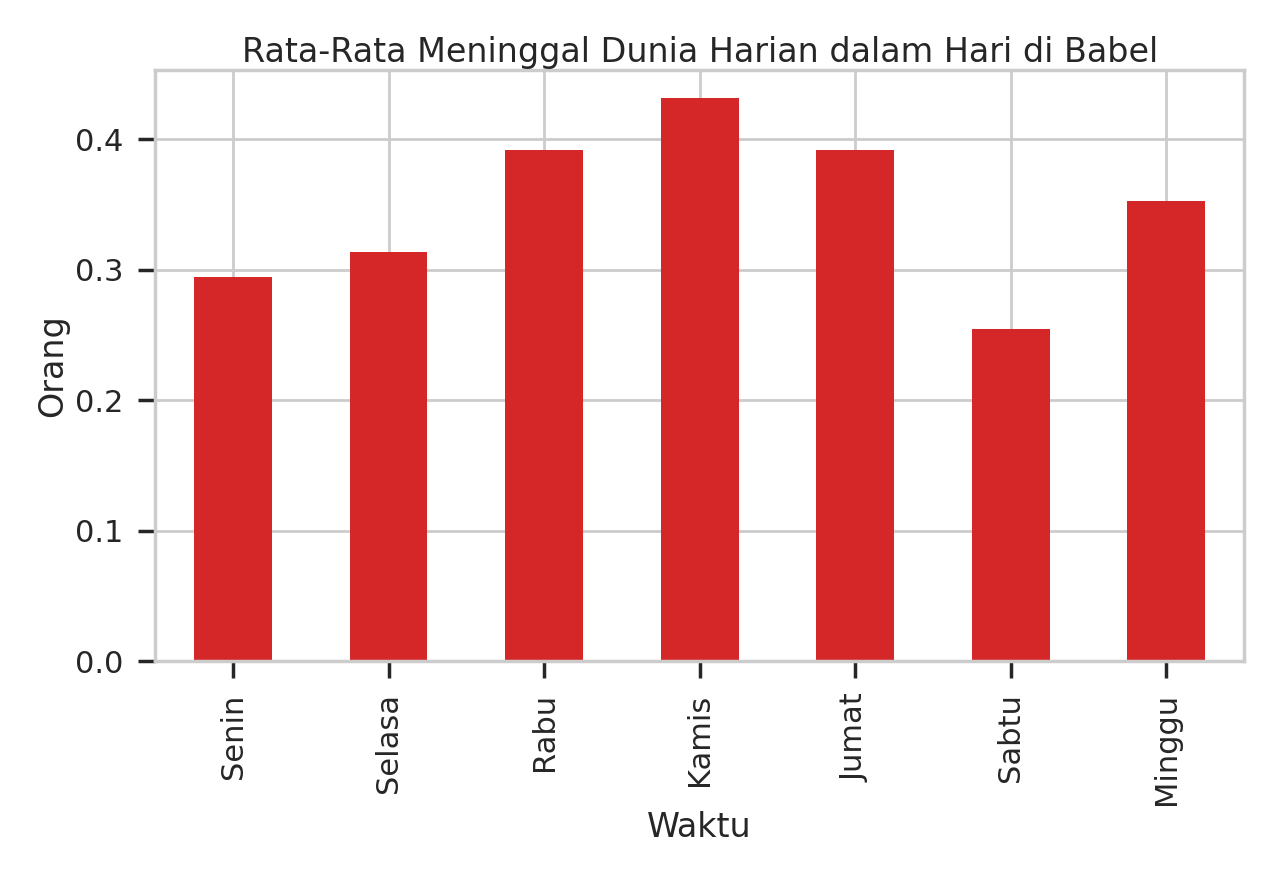 Rata-Rata Meninggal Dunia Harian dalam Hari di Babel
Orang
0.4
0.3
0.2
0.1
0.0
Senin
Selasa
Rabu
Kamis
Jumat
Sabtu
Minggu
Waktu